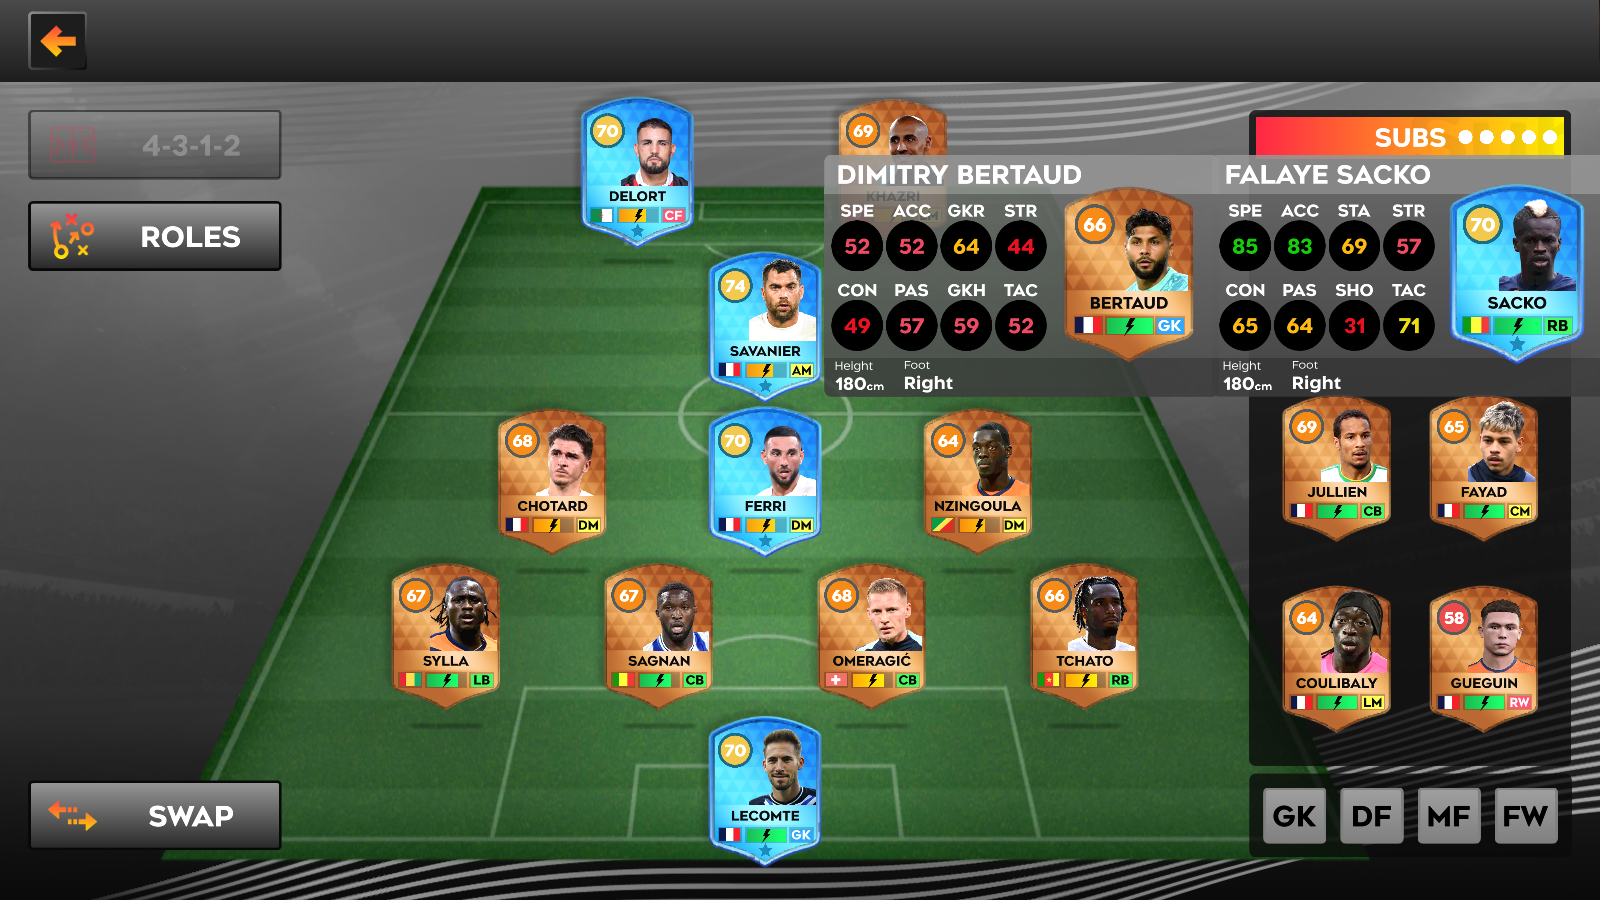 4-3-1-2
ROLES
SWAP
70
DELORT
CF
69
KHAZRI
74
SAVANIER
AM
68
CHOTARD
DM
70
FERRI
DM
64
NZINGOULA
DM
67
SYLLA
LB
67
SAGNAN
CB
68
OMERAGIĆ
CB
66
TCHATO
RB
70
LECOMTE
GK
SUBS
DIMITRY BERTAUD
SPE ACC GKR STR
52 52 64 44
CON PAS GKH TAC
49 57 59 52
Height Foot
180cm Right
66
BERTAUD
GK
FALAYE SACKO
SPE ACC STA STR
85 83 69 57
CON PAS SHO TAC
65 64 31 71
Height Foot
180cm Right
70
SACKO
RB
69
JULLIEN
CB
65
FAYAD
CM
64
COULIBALY
LM
58
GUEGUIN
RW
GK DF MF FW